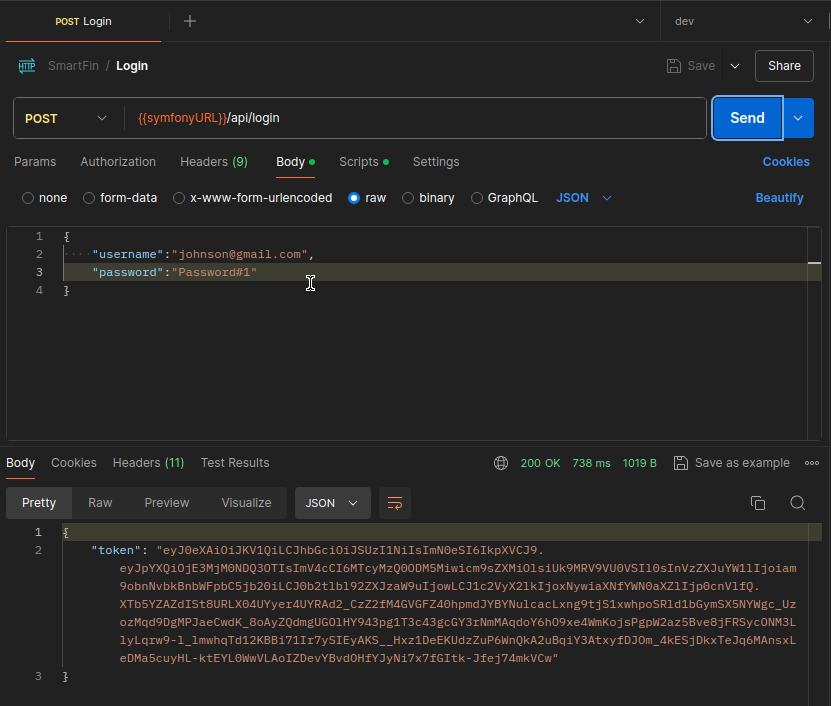 POST Login
dev
HTTP SmartFin / Login Save Share
POST {{symfonyURL}}/api/login Send
Params Authorization Headers (9) Body Scripts Settings Cookies
none form-data x-www-form-urlencoded raw binary GraphQL JSON Beautify
1 {
2 "username":"johnson@gmail.com",
3 "password":"Password#1"
4 }
Body Cookies Headers (11) Test Results 200 OK 738 ms 1019 B Save as example
Pretty Raw Preview Visualize JSON
1 {
2 "token": "eyJ0eXAiOiJKV1QiLCJhbGciOiJSUzI1NiIsImN0eSI6IkpXVCJ9.
eyJpYXQiOjE3MjM0NDQ3OTIsImV4cCI6MTcyMzQ0ODM5Miwicm9sZXMiOlsiUk9MRV9VU0VSIl0sInVzZXJuYW1lIjoiam
9obnNvbkBnbWFpbC5jb20iLCJ0b2tlbl92ZXJzaW9uIjowLCJ1c2VyX2lkIjoxNywiaXNfYWN0aXZlIjp0cnVlfQ.
XTb5YZAZdISt8URLX04UYyer4UYRAd2_CzZ2fM4GVGFZ40hpmdJYBYNulcacLxng9tjS1xwhpoSRld1bGymSX5NYWgc_Uz
ozMqd9DgMPJaeCwdK_8oAyZQdmgUGOlHY943pg1T3c43gcGY3rNmMAqdoY6hO9xe4WmKojsPgpW2az5Bve8jFRSycONM3L
lyLqrw9-l_lmwhqTd12KBBi71Ir7ySIEyAKS__Hxz1DeEKUdzZuP6WnQkA2uBqiY3AtxyfDJOm_4kESjDkxTeJq6MAnsxL
eDMa5cuyHL-ktEYL0WwVLAoIZDevYBvdOHfYJyNi7x7fGItk-Jfej74mkVCw"
3 }